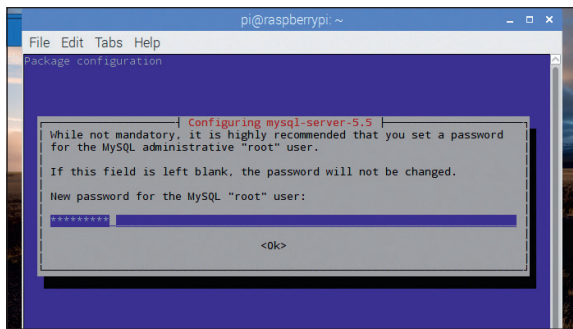 pi@raspberrypi: ~
File Edit Tabs Help
Package configuration
Configuring mysql-server-5.5
While not mandatory, it is highly recommended that you set a password
for the MySQL administrative "root" user.
If this field is left blank, the password will not be changed.
New password for the MySQL "root" user:
*********_
<Ok>